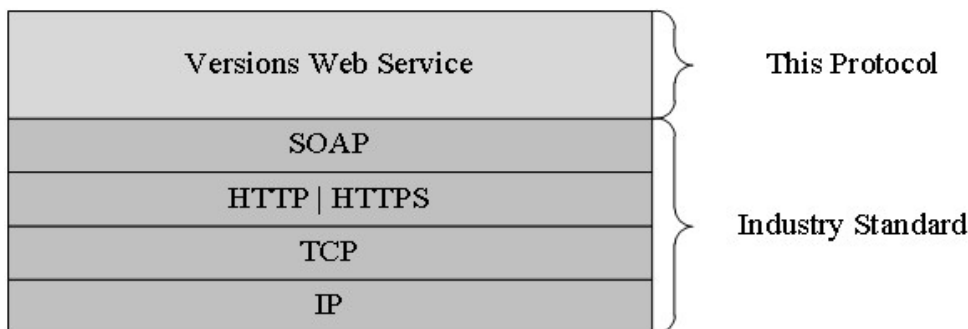 Versions Web Service
This Protocol
SOAP
HTTP | HTTPS
TCP
IP
Industry Standard